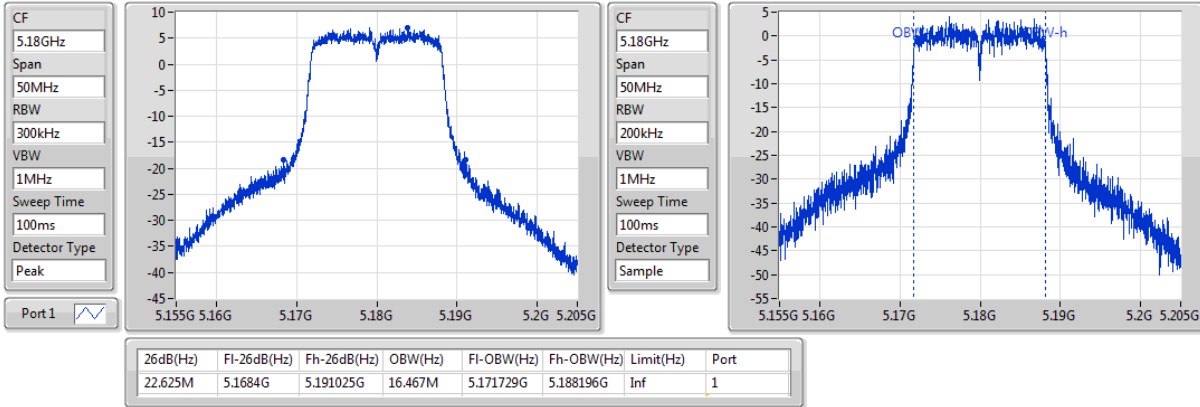 CF
5.18GHz
Span
50MHz
RBW
300kHz
VBW
1MHz
Sweep Time
100ms
Detector Type
Peak
Port 1
10
5
0
-5
-10
-15
-20
-25
-30
-35
-40
-45
5.155G 5.16G 5.17G 5.18G 5.19G 5.2G 5.205G
CF
5.18GHz
Span
50MHz
RBW
200kHz
VBW
1MHz
Sweep Time
100ms
Detector Type
Sample
5
0
-5
-10
-15
-20
-25
-30
-35
-40
-45
-50
-55
5.155G 5.16G 5.17G 5.18G 5.19G 5.2G 5.205G
26dB(Hz) Fl-26dB(Hz) Fh-26dB(Hz) OBW(Hz) Fl-OBW(Hz) Fh-OBW(Hz) Limit(Hz) Port
22.625M 5.1684G 5.191025G 16.467M 5.171729G 5.188196G Inf 1